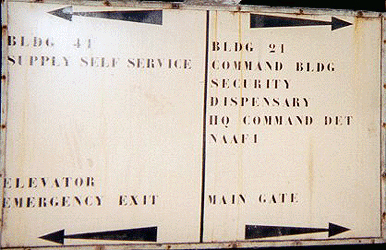 BLDG 41
SUPPLY SELF SERVICE
ELEVATOR
EMERGENCY EXIT
BLDG 21
COMMAND BLDG
SECURITY
DISPENSARY
HQ COMMAND DET
NAAFI
MAIN GATE